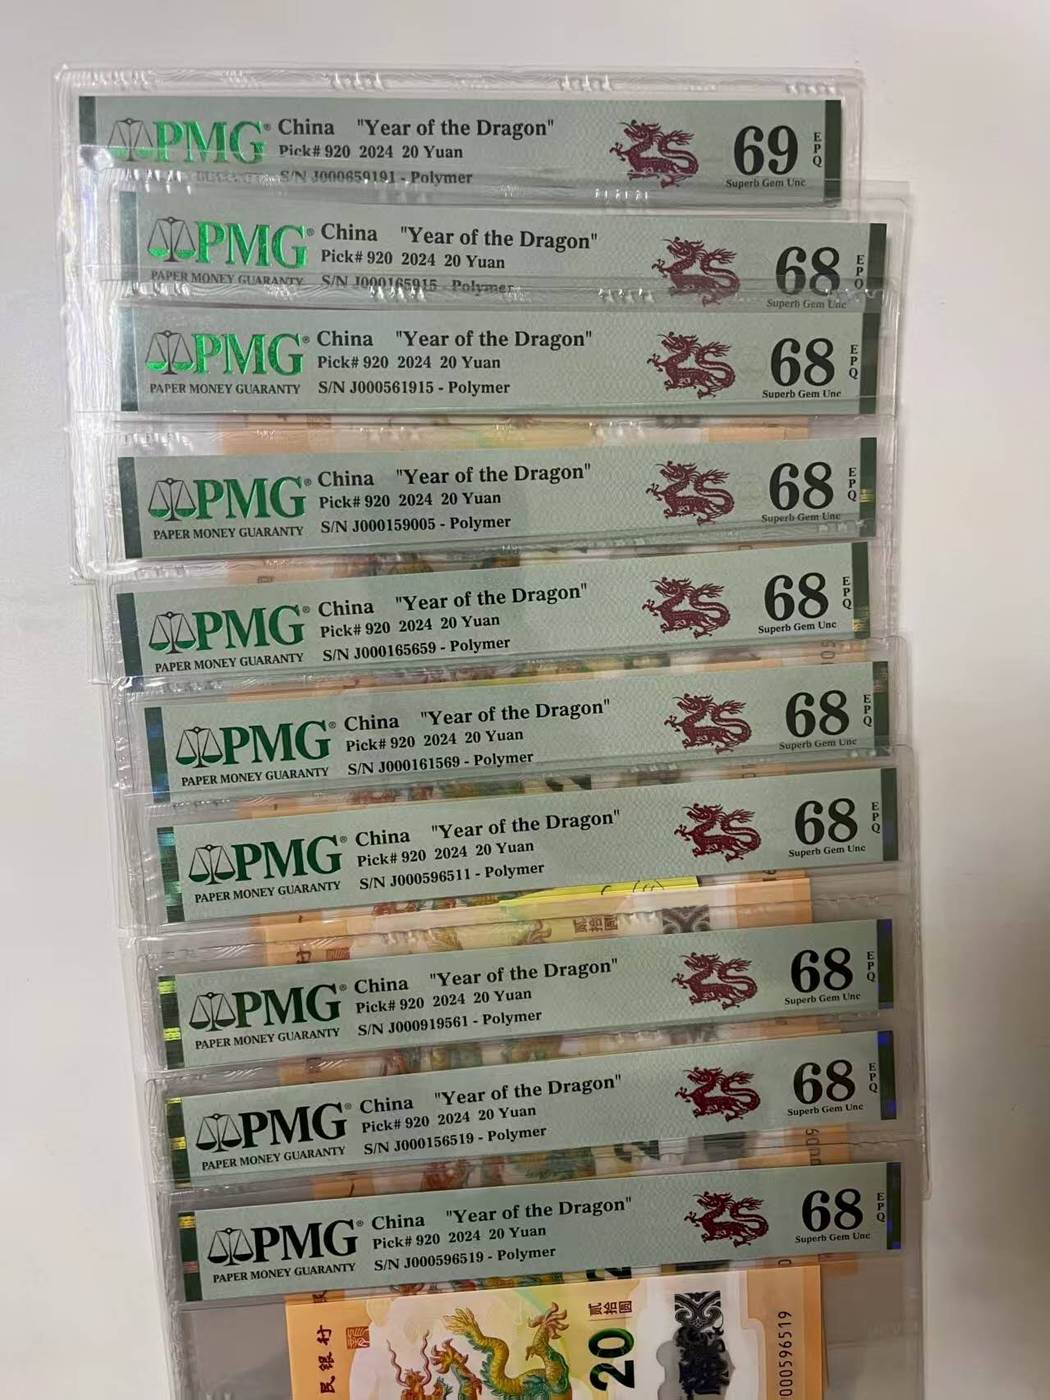 PMG® China "Year of the Dragon"
Pick# 920 2024 20 Yuan
S/N J000659191 - Polymer
69
EPQ
Superb Gem Unc
PMG® China "Year of the Dragon"
Pick# 920 2024 20 Yuan
PAPER MONEY GUARANTY S/N J000165915 - Polymer
68
EPQ
Superb Gem Unc
PMG® China "Year of the Dragon"
Pick# 920 2024 20 Yuan
PAPER MONEY GUARANTY S/N J000561915 - Polymer
68
EPQ
Superb Gem Unc
PMG® China "Year of the Dragon"
Pick# 920 2024 20 Yuan
PAPER MONEY GUARANTY S/N J000159005 - Polymer
68
EPQ
Superb Gem Unc
PMG® China "Year of the Dragon"
Pick# 920 2024 20 Yuan
PAPER MONEY GUARANTY S/N J000165659 - Polymer
68
EPQ
Superb Gem Unc
PMG® China "Year of the Dragon"
Pick# 920 2024 20 Yuan
PAPER MONEY GUARANTY S/N J000161569 - Polymer
68
EPQ
Superb Gem Unc
PMG® China "Year of the Dragon"
Pick# 920 2024 20 Yuan
PAPER MONEY GUARANTY S/N J000596511 - Polymer
68
EPQ
Superb Gem Unc
貳拾圓
PMG® China "Year of the Dragon"
Pick# 920 2024 20 Yuan
PAPER MONEY GUARANTY S/N J000919561 - Polymer
68
EPQ
Superb Gem Unc
PMG® China "Year of the Dragon"
Pick# 920 2024 20 Yuan
PAPER MONEY GUARANTY S/N J000156519 - Polymer
68
EPQ
Superb Gem Unc
PMG® China "Year of the Dragon"
Pick# 920 2024 20 Yuan
PAPER MONEY GUARANTY S/N J000596519 - Polymer
68
EPQ
Superb Gem Unc
民银行
貳拾圓
20
000596519